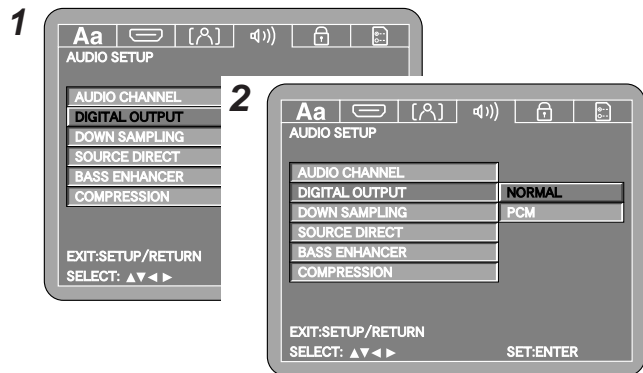 1
Aa
AUDIO SETUP
AUDIO CHANNEL
DIGITAL OUTPUT
DOWN SAMPLING
SOURCE DIRECT
BASS ENHANCER
COMPRESSION
EXIT:SETUP/RETURN
SELECT: ▲▼◄ ►
2
Aa
AUDIO SETUP
AUDIO CHANNEL
DIGITAL OUTPUT NORMAL
DOWN SAMPLING PCM
SOURCE DIRECT
BASS ENHANCER
COMPRESSION
EXIT:SETUP/RETURN
SELECT: ▲▼◄ ► SET:ENTER